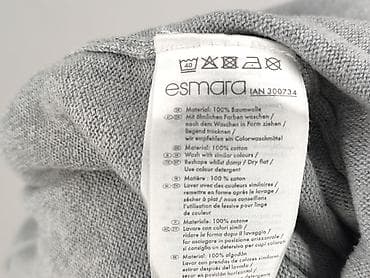 40
esmara IAN 300734
Material: 100% Baumwolle
Mit ähnlichen Farben waschen /
nach dem Waschen in Form ziehen /
liegend trocknen /
wir empfehlen ein Colorwaschmittel
Material: 100% cotton
Wash with similar colours /
Reshape whilst damp / Dry flat /
Use colour detergent
Matière : 100% coton
Laver avec des couleurs similaires /
remettre en forme après le lavage /
sécher à plat / nous conseillons
l'utilisation de lessive pour linge
de couleur
Materiale: 100% cotone
Lavare con colori simili /
ridare la forma dopo il lavaggio /
far asciugare in posizione orizzontale /
si consiglia un detersivo per capi colorati
Material: 100% algodón
Lavar con prendas de colores similares